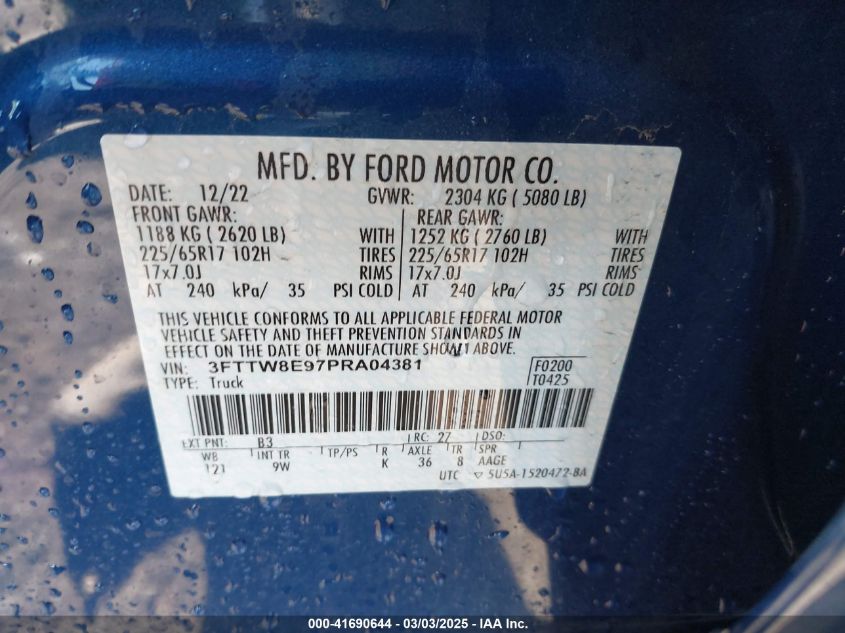 MFD. BY FORD MOTOR CO.
DATE: 12/22 GVWR: 2304 KG ( 5080 LB)
FRONT GAWR: REAR GAWR:
1188 KG ( 2620 LB) WITH 1252 KG ( 2760 LB) WITH
225/65R17 102H TIRES 225/65R17 102H TIRES
17x7.0J RIMS 17x7.0J RIMS
AT 240 kPa/ 35 PSI COLD AT 240 kPa/ 35 PSI COLD
THIS VEHICLE CONFORMS TO ALL APPLICABLE FEDERAL MOTOR
VEHICLE SAFETY AND THEFT PREVENTION STANDARDS IN
EFFECT ON THE DATE OF MANUFACTURE SHOWN ABOVE.
VIN: 3FTTW8E97PRA04381 F0200
TYPE: Truck T0425
EXT PNT: B3 RC: 27 DSO:
WB INT TR TP/PS R AXLE TR SPR
121 9W K 36 8 AAGE
UTC ▽ 5U5A-1520472-BA
000-41690644 / 03/03/2025 - IAA Inc.